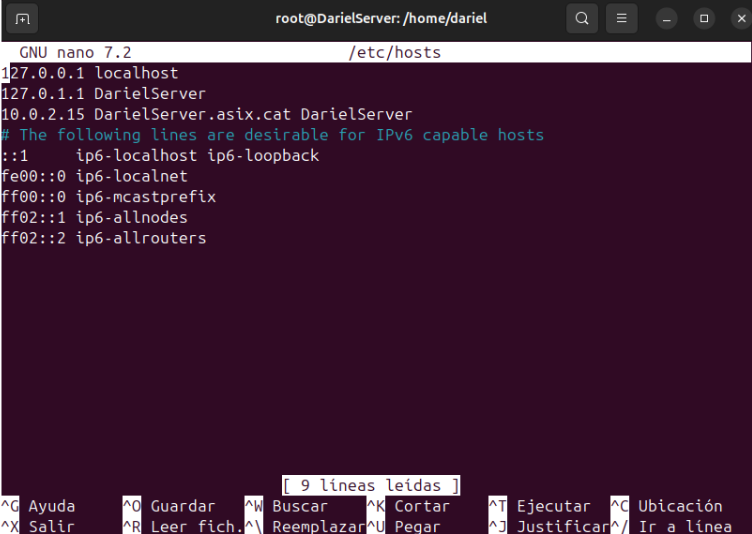 root@DarielServer: /home/dariel
GNU nano 7.2 /etc/hosts
127.0.0.1 localhost
127.0.1.1 DarielServer
10.0.2.15 DarielServer.asix.cat DarielServer
# The following lines are desirable for IPv6 capable hosts
::1 ip6-localhost ip6-loopback
fe00::0 ip6-localnet
ff00::0 ip6-mcastprefix
ff02::1 ip6-allnodes
ff02::2 ip6-allrouters
[ 9 líneas leídas ]
^G Ayuda ^O Guardar ^W Buscar ^K Cortar ^T Ejecutar ^C Ubicación
^X Salir ^R Leer fich. ^\ Reemplazar ^U Pegar ^J Justificar ^/ Ir a línea